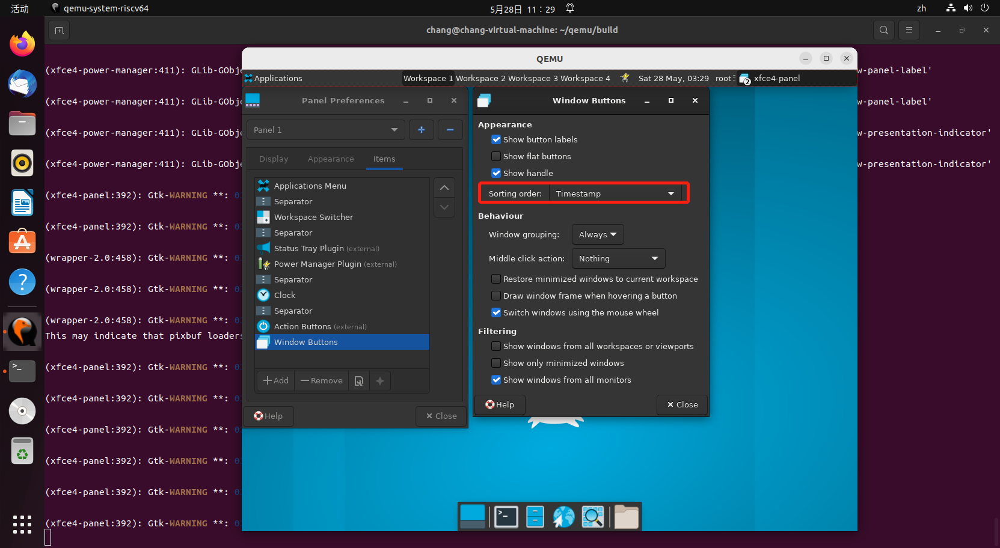 活动 qemu-system-riscv64 5月28日 11：29 zh
chang@chang-virtual-machine: ~/qemu/build
QEMU
Applications Workspace 1 Workspace 2 Workspace 3 Workspace 4 Sat 28 May, 03:29 root 2 xfce4-panel
Panel Preferences
Panel 1
Display Appearance Items
Applications Menu
Separator
Workspace Switcher
Separator
Status Tray Plugin (external)
Power Manager Plugin (external)
Separator
Clock
Separator
Action Buttons (external)
Window Buttons
Add Remove
Help Close
Window Buttons
Appearance
Show button labels
Show flat buttons
Show handle
Sorting order: Timestamp
Behaviour
Window grouping: Always
Middle click action: Nothing
Restore minimized windows to current workspace
Draw window frame when hovering a button
Switch windows using the mouse wheel
Filtering
Show windows from all workspaces or viewports
Show only minimized windows
Show windows from all monitors
Help Close
(xfce4-power-manager:411): GLib-GObje w-panel-label'
(xfce4-power-manager:411): GLib-GObje w-panel-label'
(xfce4-power-manager:411): GLib-GObje w-presentation-indicator'
(xfce4-power-manager:411): GLib-GObje w-presentation-indicator'
(xfce4-panel:392): Gtk-WARNING **: 0
(xfce4-panel:392): Gtk-WARNING **: 0
(wrapper-2.0:458): Gtk-WARNING **: 0
(wrapper-2.0:458): Gtk-WARNING **: 0
(wrapper-2.0:458): Gtk-WARNING **: 0
This may indicate that pixbuf loader
(xfce4-panel:392): Gtk-WARNING **: 0
(xfce4-panel:392): Gtk-WARNING **: 0
(xfce4-panel:392): Gtk-WARNING **: 0
(xfce4-panel:392): Gtk-WARNING **: 0
(xfce4-panel:392): Gtk-WARNING **: 0
(xfce4-panel:392): Gtk-WARNING **: 0